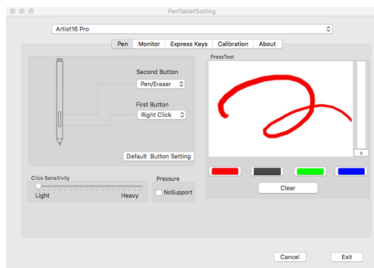 PenTabletSetting
Artist16 Pro
Pen Monitor Express Keys Calibration About
PressTest
Second Button
Pen/Eraser
First Button
Right Click
Default Button Setting
Click Sensitivity
Light Heavy
Pressure
NoSupport
Clear
Cancel Exit